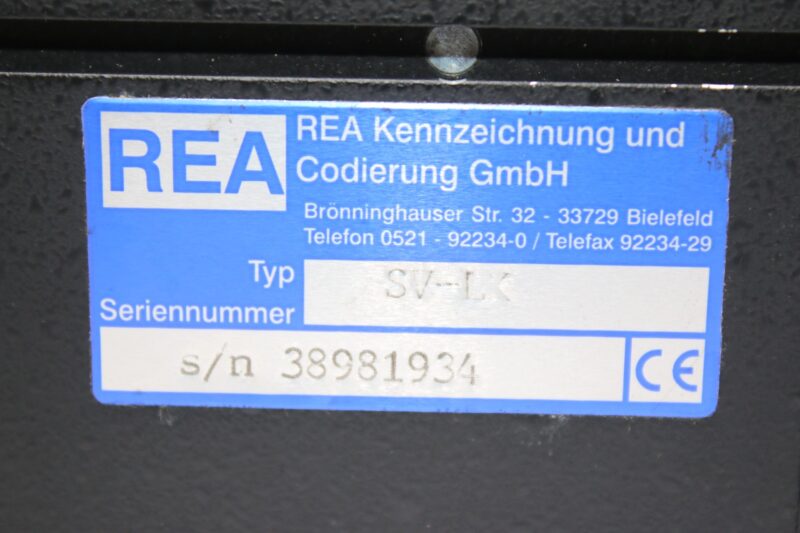 REA
REA Kennzeichnung und
Codierung GmbH
Brönninghauser Str. 32 - 33729 Bielefeld
Telefon 0521 - 92234-0 / Telefax 92234-29
Typ SV-LK
Seriennummer
s/n 38981934
CE